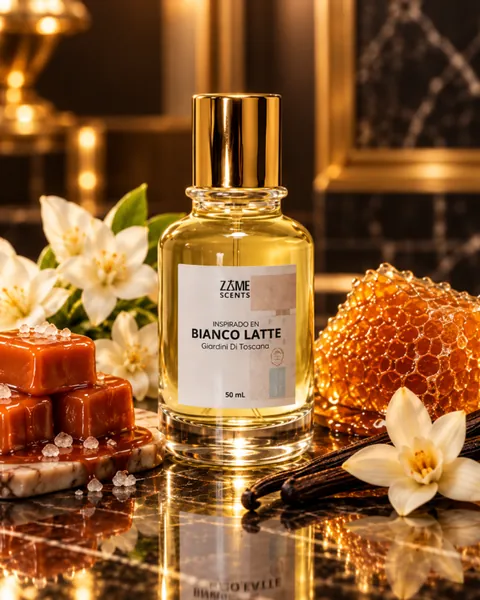 ZAME
SCENTS
INSPIRADO EN
BIANCO LATTE
Giardini Di Toscana
50 mL